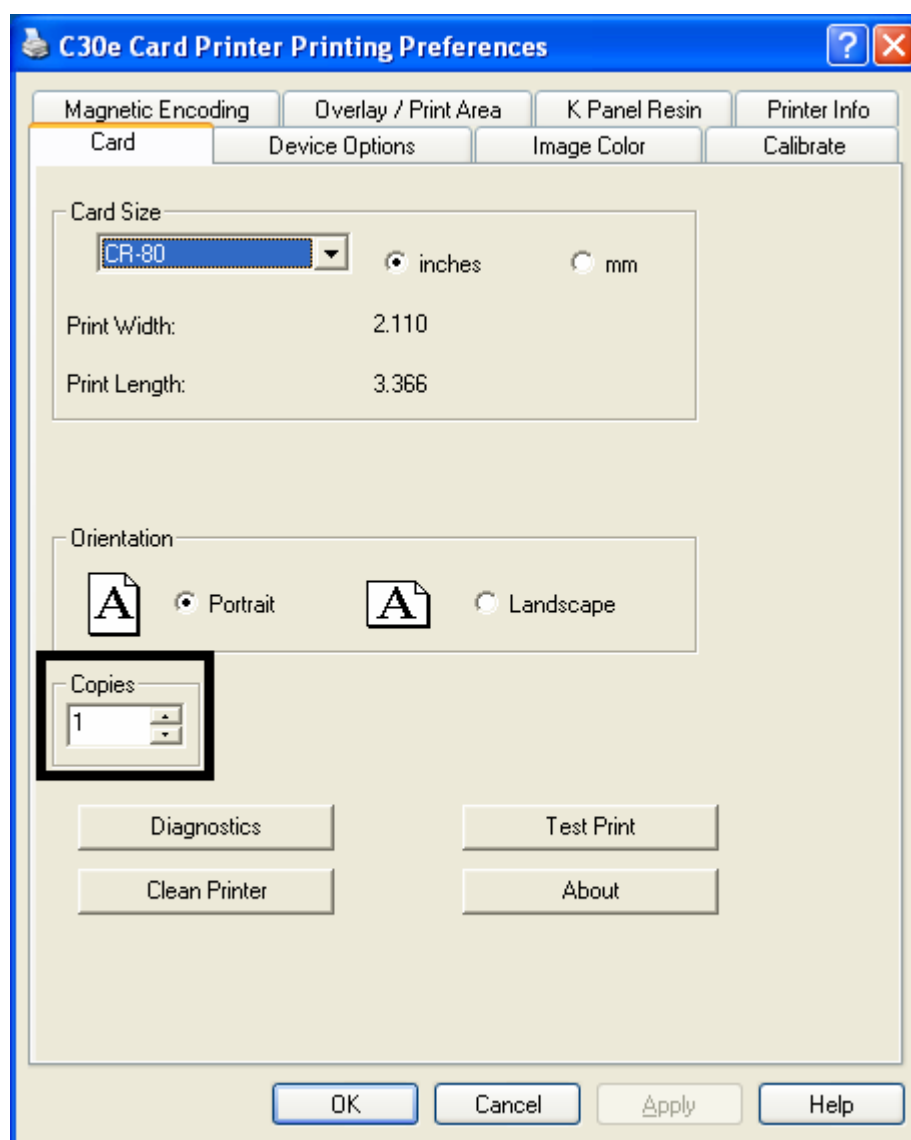 C30e Card Printer Printing Preferences
Magnetic Encoding Overlay / Print Area K Panel Resin Printer Info
Card Device Options Image Color Calibrate
Card Size
CR-80 inches mm
Print Width: 2.110
Print Length: 3.366
Orientation
A Portrait A Landscape
Copies
1
Diagnostics Test Print
Clean Printer About
OK Cancel Apply Help